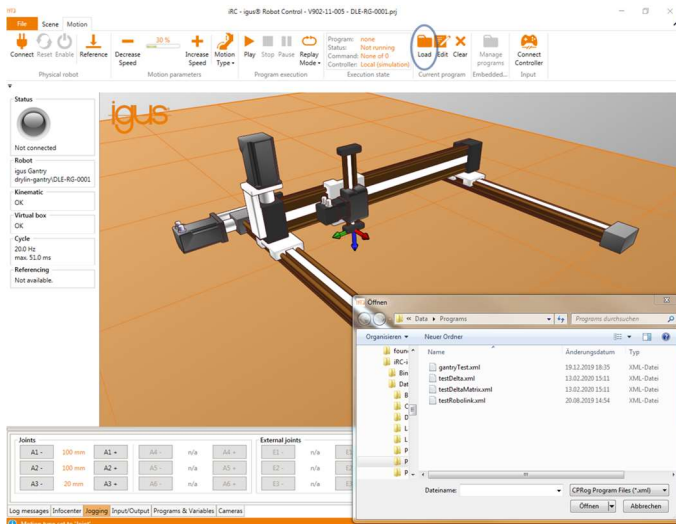 iRC - igus® Robot Control - V902-11-005 - DLE-RG-0001.prj
File Scene Motion
Connect Reset Enable Reference
Decrease Speed
30 %
Increase Speed
Motion Type
Play Stop Pause
Replay Mode
Program: none
Status: Not running
Command: None of 0
Controller: Local (simulation)
Load Edit Clear
Manage programs
Connect Controller
Physical robot
Motion parameters
Program execution
Execution state
Current program
Embedded...
Input
Status
Not connected
Robot
igus Gantry
drylin-gantry\DLE-RG-0001
Kinematic
OK
Virtual box
OK
Cycle
20.0 Hz
max. 51.0 ms
Referencing
Not available.
igus
Öffnen
« Data Programs
Programs durchsuchen
Organisieren Neuer Ordner
Name Änderungsdatum Typ
gantryTest.xml 19.12.2019 18:35 XML-Datei
testDelta.xml 13.02.2020 15:11 XML-Datei
testDeltaMatrix.xml 13.02.2020 15:11 XML-Datei
testRobolink.xml 20.08.2019 14:54 XML-Datei
foun
iRC-i
Bin
Dat
B
C
D
L
L
P
P
P
Dateiname:
CPRog Program Files (*.xml)
Öffnen Abbrechen
Joints
A1 - 100 mm A1 + A4 - n/a A4 +
A2 - 100 mm A2 + A5 - n/a A5 +
A3 - 20 mm A3 + A6 - n/a A6 +
External joints
E1 - n/a
E2 - n/a
E3 - n/a
Log messages Infocenter Jogging Input/Output Programs & Variables Cameras